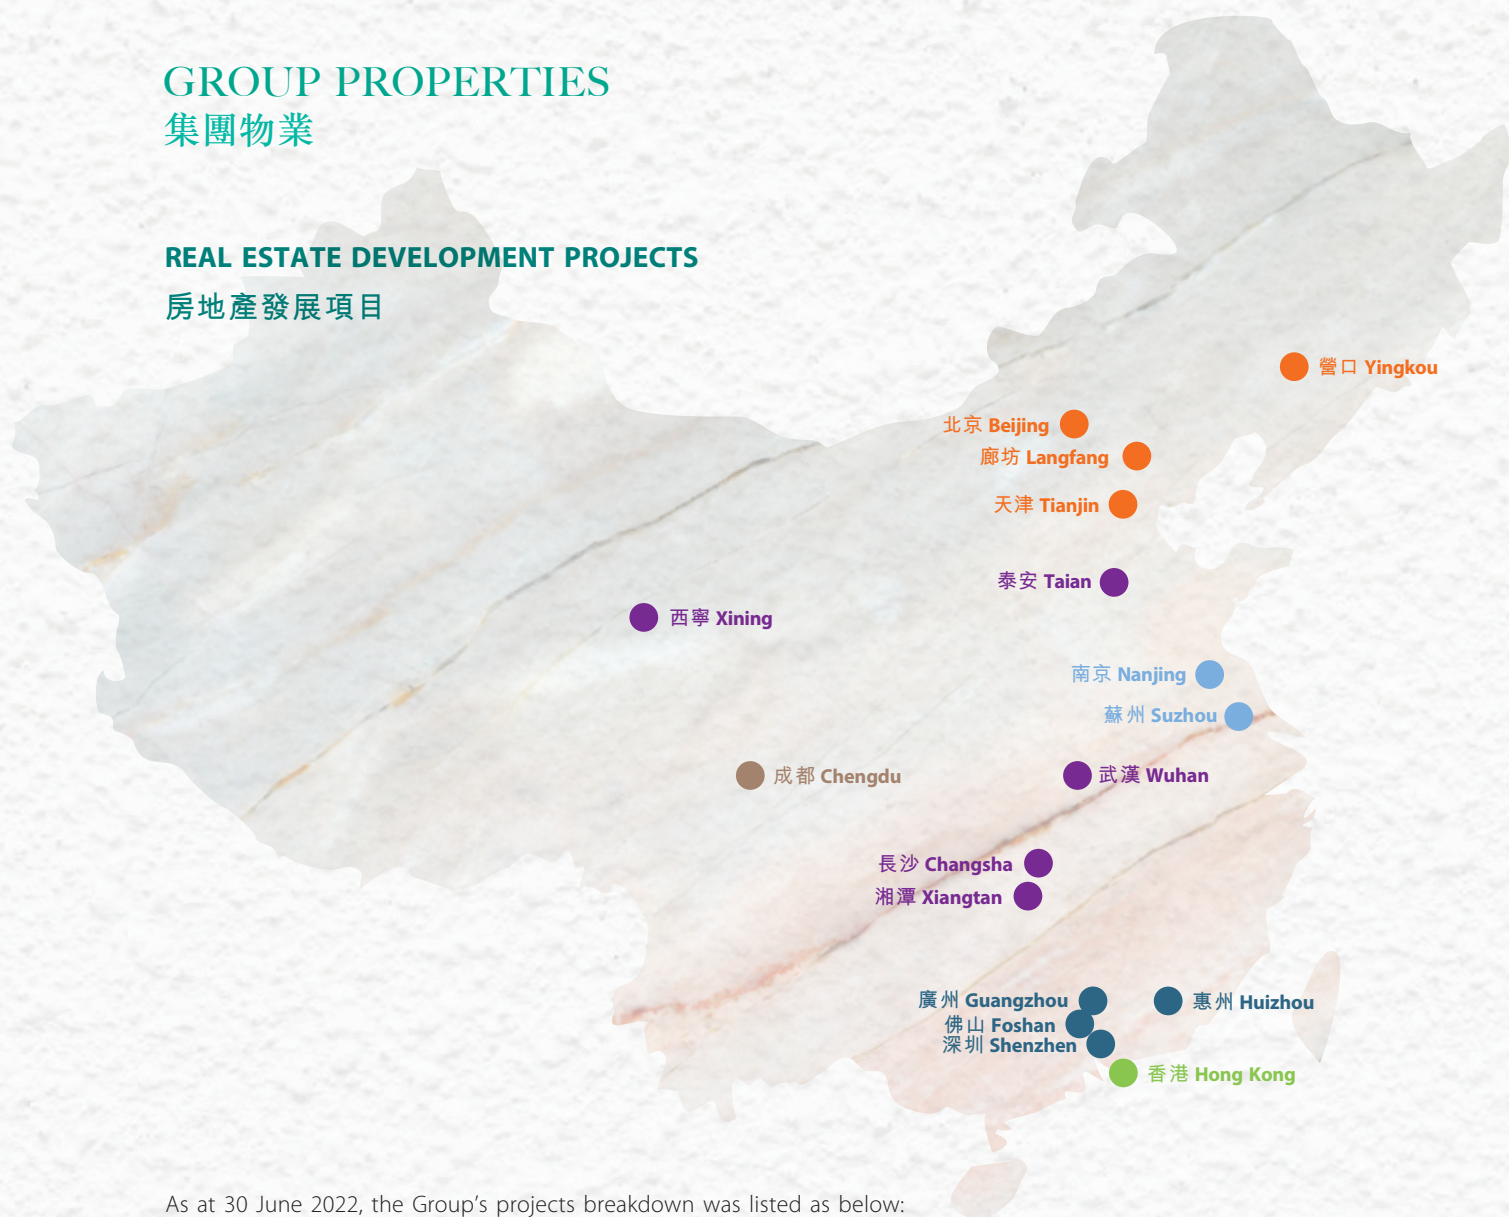 GROUP PROPERTIES
集團物業
REAL ESTATE DEVELOPMENT PROJECTS
房地產發展項目
營口 Yingkou
北京 Beijing
廊坊 Langfang
天津 Tianjin
泰安 Taian
西寧 Xining
南京 Nanjing
蘇州 Suzhou
成都 Chengdu
武漢 Wuhan
長沙 Changsha
湘潭 Xiangtan
廣州 Guangzhou
惠州 Huizhou
佛山 Foshan
深圳 Shenzhen
香港 Hong Kong
As at 30 June 2022, the Group’s projects breakdown was listed as below: